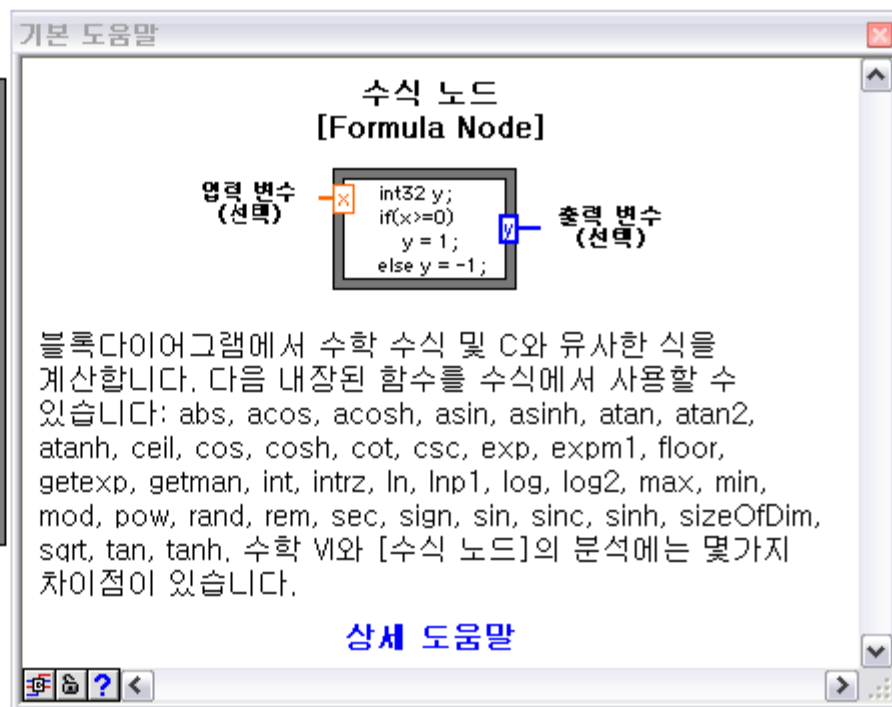 기본 도움말
수식 노드
[Formula Node]
입력 변수
(선택)
x
int32 y;
if(x>=0)
y = 1;
else y = -1;
y
출력 변수
(선택)
블록다이어그램에서 수학 수식 및 C와 유사한 식을
계산합니다. 다음 내장된 함수를 수식에서 사용할 수
있습니다: abs, acos, acosh, asin, asinh, atan, atan2,
atanh, ceil, cos, cosh, cot, csc, exp, expm1, floor,
getexp, getman, int, intrz, ln, lnp1, log, log2, max, min,
mod, pow, rand, rem, sec, sign, sin, sinc, sinh, sizeOfDim,
sqrt, tan, tanh. 수학 VI와 [수식 노드]의 분석에는 몇가지
차이점이 있습니다.
상세 도움말
?